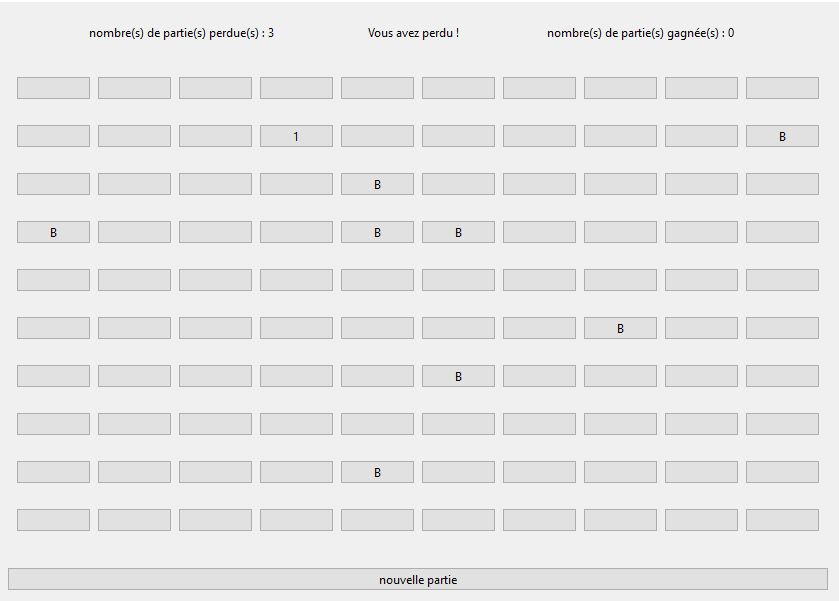 nombre(s) de partie(s) perdue(s) : 3 Vous avez perdu ! nombre(s) de partie(s) gagnée(s) : 0
1 B
B
B B B
B
B
B
nouvelle partie